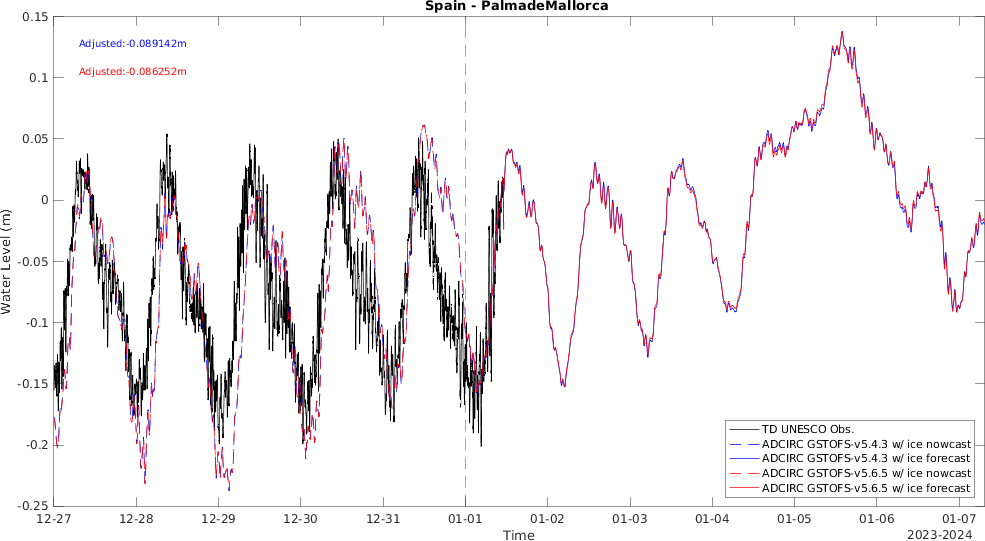 Spain - PalmadeMallorca
Adjusted:-0.089142m
Adjusted:-0.086252m
0.15
0.1
0.05
0
-0.05
-0.1
-0.15
-0.2
-0.25
Water Level (m)
TD UNESCO Obs.
ADCIRC GSTOFS-v5.4.3 w/ ice nowcast
ADCIRC GSTOFS-v5.4.3 w/ ice forecast
ADCIRC GSTOFS-v5.6.5 w/ ice nowcast
ADCIRC GSTOFS-v5.6.5 w/ ice forecast
12-27 12-28 12-29 12-30 12-31 01-01 01-02 01-03 01-04 01-05 01-06 01-07
Time
2023-2024